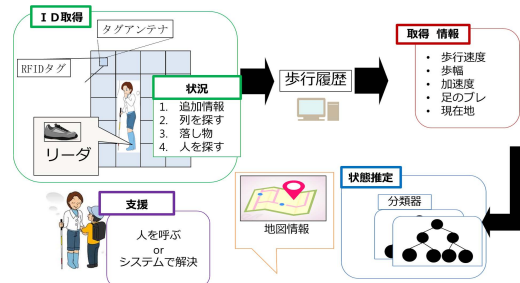 ＩＤ取得
タグアンテナ
RFIDタグ
リーダ
状況
1. 追加情報
2. 列を探す
3. 落し物
4. 人を探す
歩行履歴
取得 情報
• 歩行速度
• 歩幅
• 加速度
• 足のブレ
• 現在地
状態推定
分類器
地図情報
支援
人を呼ぶ
or
システムで解決